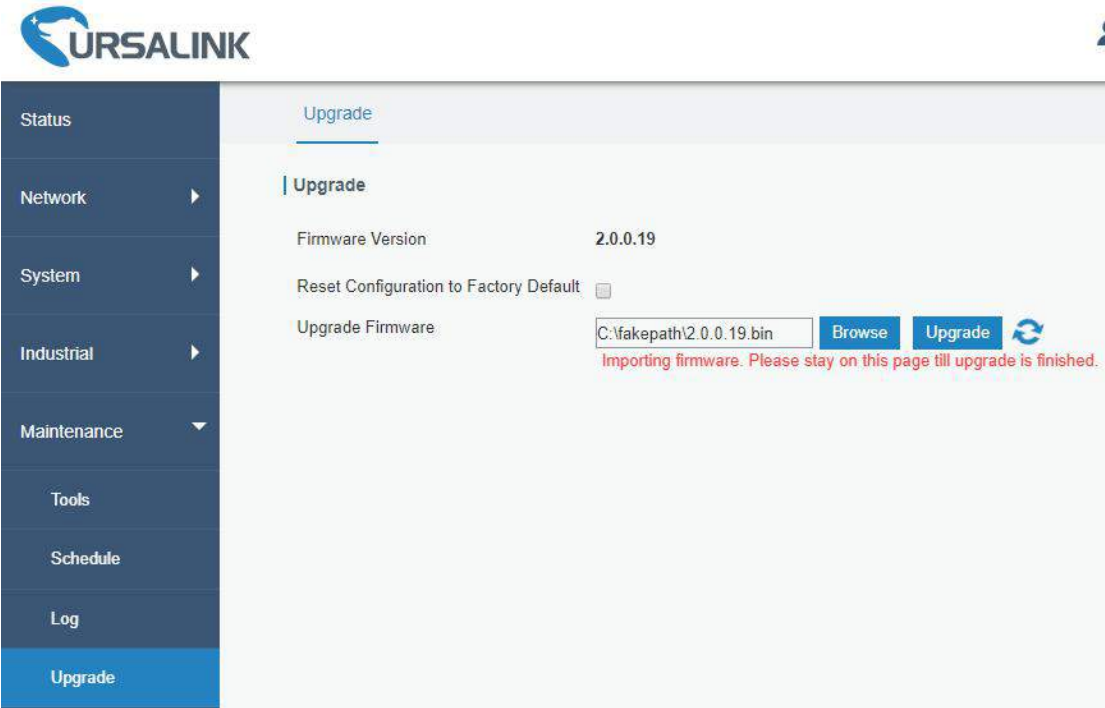 URSALINK
Status
Network
System
Industrial
Maintenance
Tools
Schedule
Log
Upgrade
Upgrade
Upgrade
Firmware Version 2.0.0.19
Reset Configuration to Factory Default
Upgrade Firmware C:\fakepath\2.0.0.19.bin Browse Upgrade
Importing firmware. Please stay on this page till upgrade is finished.